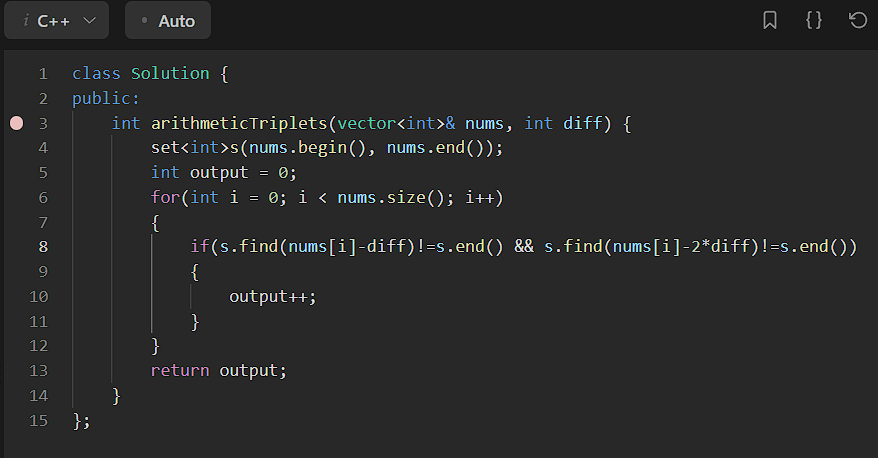 i C++ Auto {}
1 class Solution {
2 public:
3     int arithmeticTriplets(vector<int>& nums, int diff) {
4         set<int>s(nums.begin(), nums.end());
5         int output = 0;
6         for(int i = 0; i < nums.size(); i++)
7         {
8             if(s.find(nums[i]-diff)!=s.end() && s.find(nums[i]-2*diff)!=s.end())
9             {
10                 output++;
11             }
12         }
13         return output;
14     }
15 };